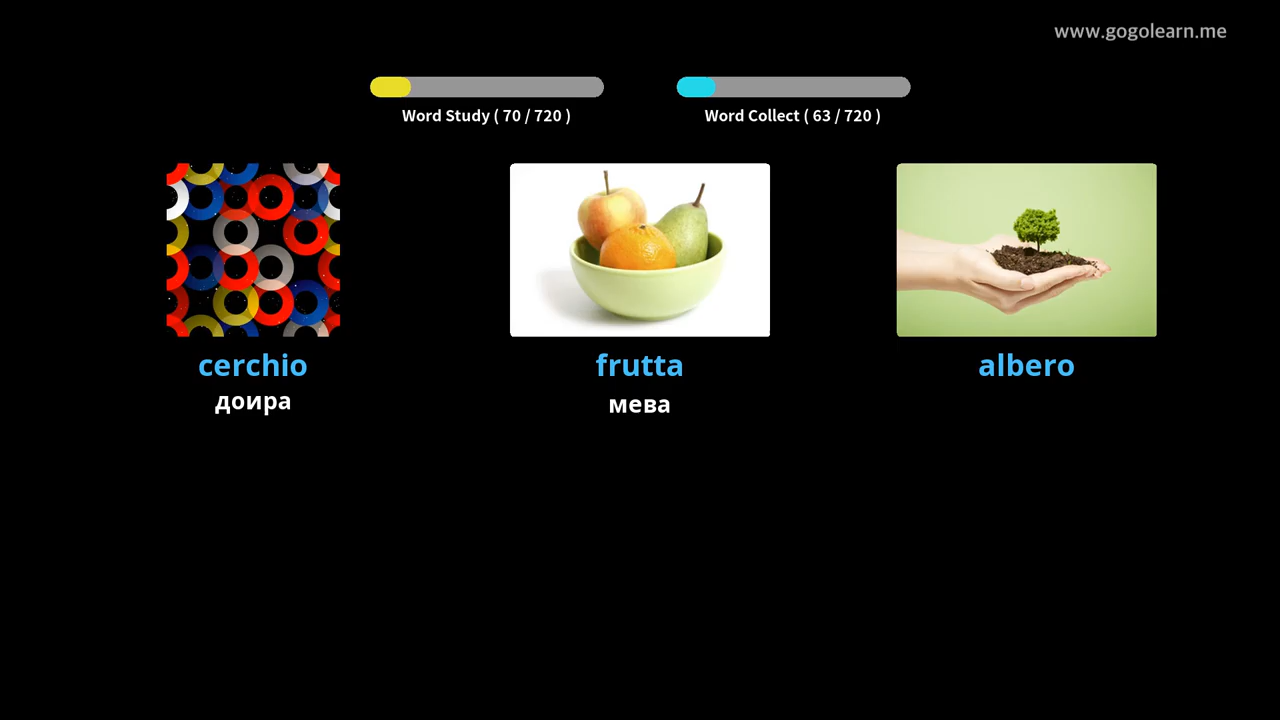 www.gogolearn.me
Word Study ( 70 / 720 )
Word Collect ( 63 / 720 )
cerchio
доира
frutta
мева
albero